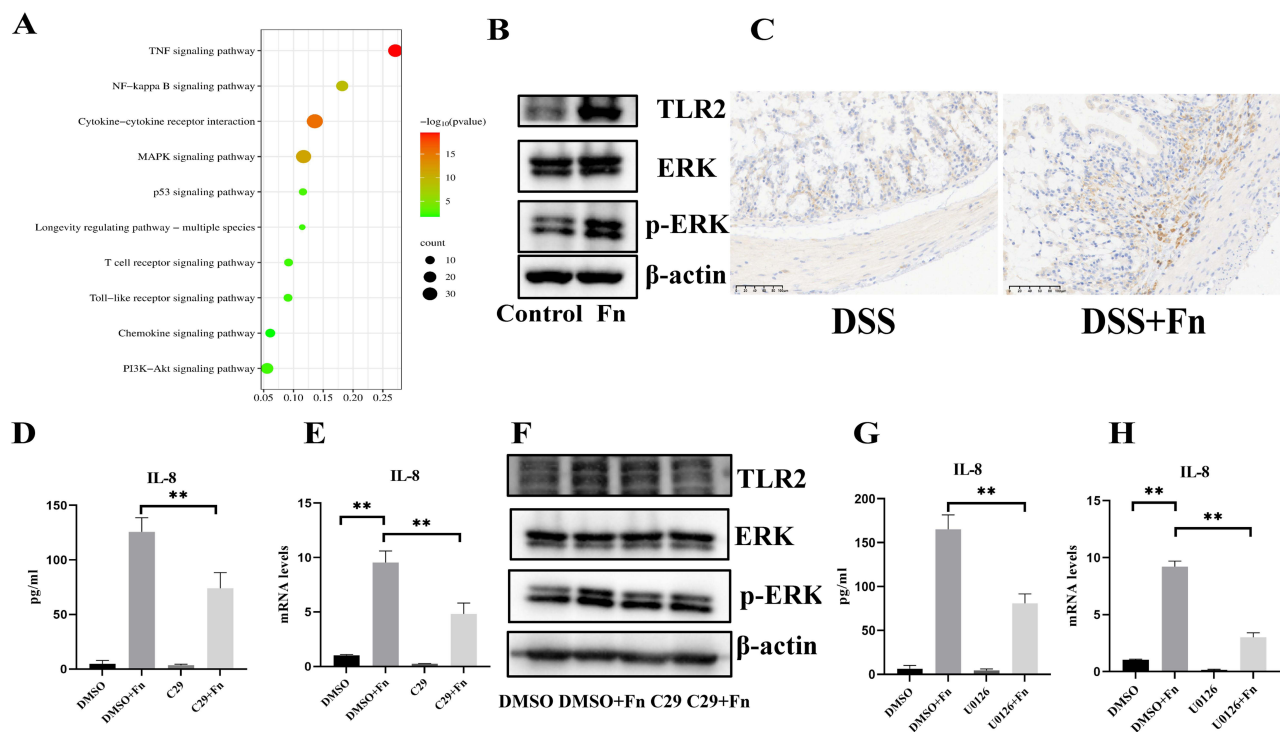 A
TNF signaling pathway
NF−kappa B signaling pathway
Cytokine−cytokine receptor interaction
MAPK signaling pathway
p53 signaling pathway
Longevity regulating pathway − multiple species
T cell receptor signaling pathway
Toll−like receptor signaling pathway
Chemokine signaling pathway
PI3K−Akt signaling pathway
0.05 0.10 0.15 0.20 0.25
−log10(pvalue)
15
10
5
count
10
20
30
B
TLR2
ERK
p-ERK
β-actin
Control Fn
C
DSS
DSS+Fn
D
IL-8
pg/ml
150
100
50
0
**
DMSO
DMSO+Fn
C29
C29+Fn
E
IL-8
mRNA levels
15
10
5
0
**
**
DMSO
DMSO+Fn
C29
C29+Fn
F
TLR2
ERK
p-ERK
β-actin
DMSO DMSO+Fn C29 C29+Fn
G
IL-8
pg/ml
200
150
100
50
0
**
DMSO
DMSO+Fn
U0126
U0126+Fn
H
IL-8
mRNA levels
15
10
5
0
**
**
DMSO
DMSO+Fn
U0126
U0126+Fn